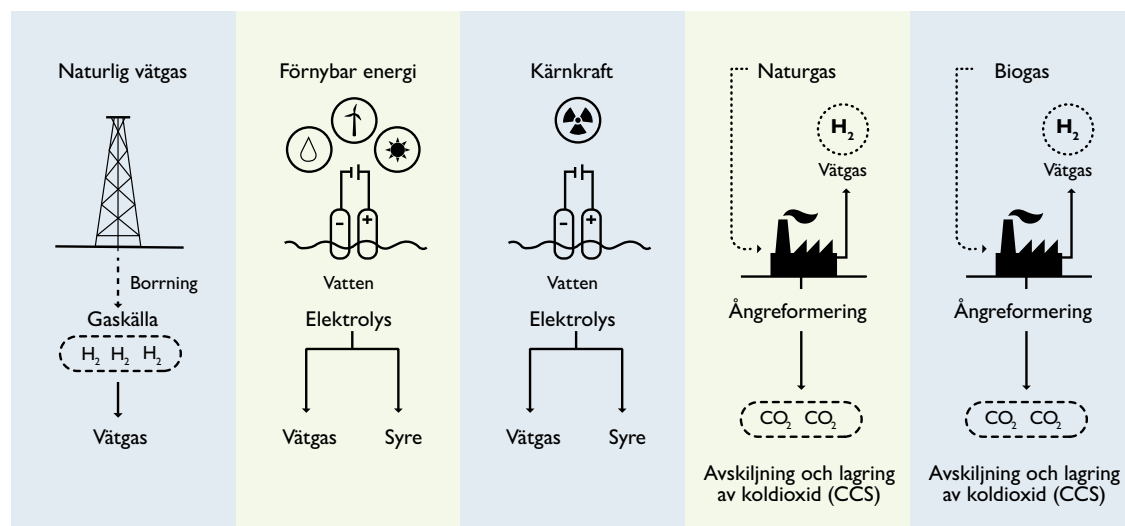 Naturlig vätgas
Borrning
Gaskälla
H₂ H₂ H₂
Vätgas
Förnybar energi
- +
Vatten
Elektrolys
Vätgas Syre
Kärnkraft
- +
Vatten
Elektrolys
Vätgas Syre
Naturgas
H₂
Vätgas
Ångreformering
CO₂ CO₂
Avskiljning och lagring
av koldioxid (CCS)
Biogas
H₂
Vätgas
Ångreformering
CO₂ CO₂
Avskiljning och lagring
av koldioxid (CCS)